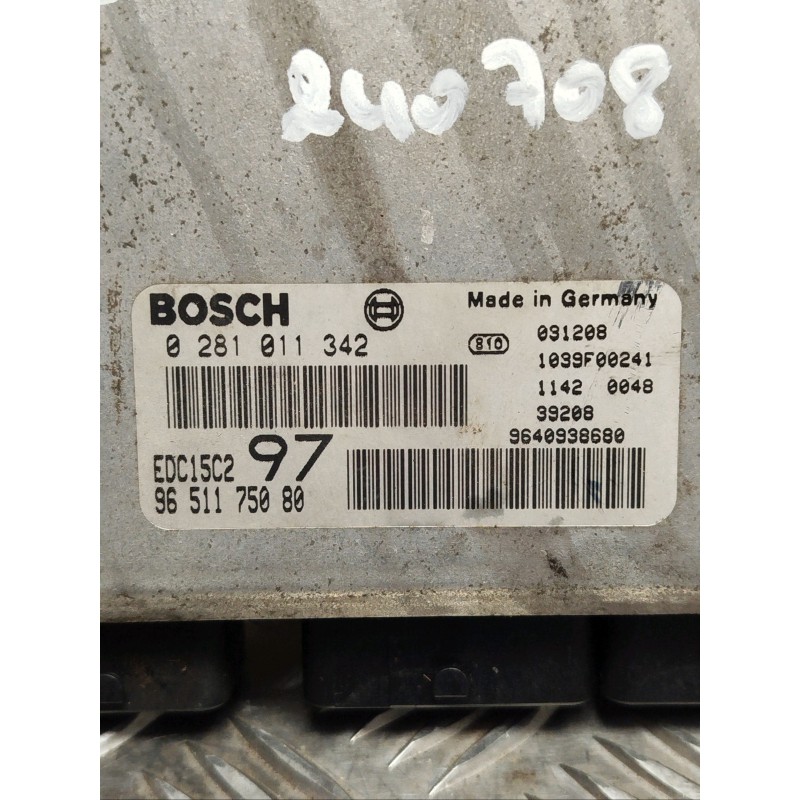 240708
BOSCH
Made in Germany
0 281 011 342
810
031208
1039F00241
1142 0048
39208
9640938680
EDC15C2 97
96 511 750 80